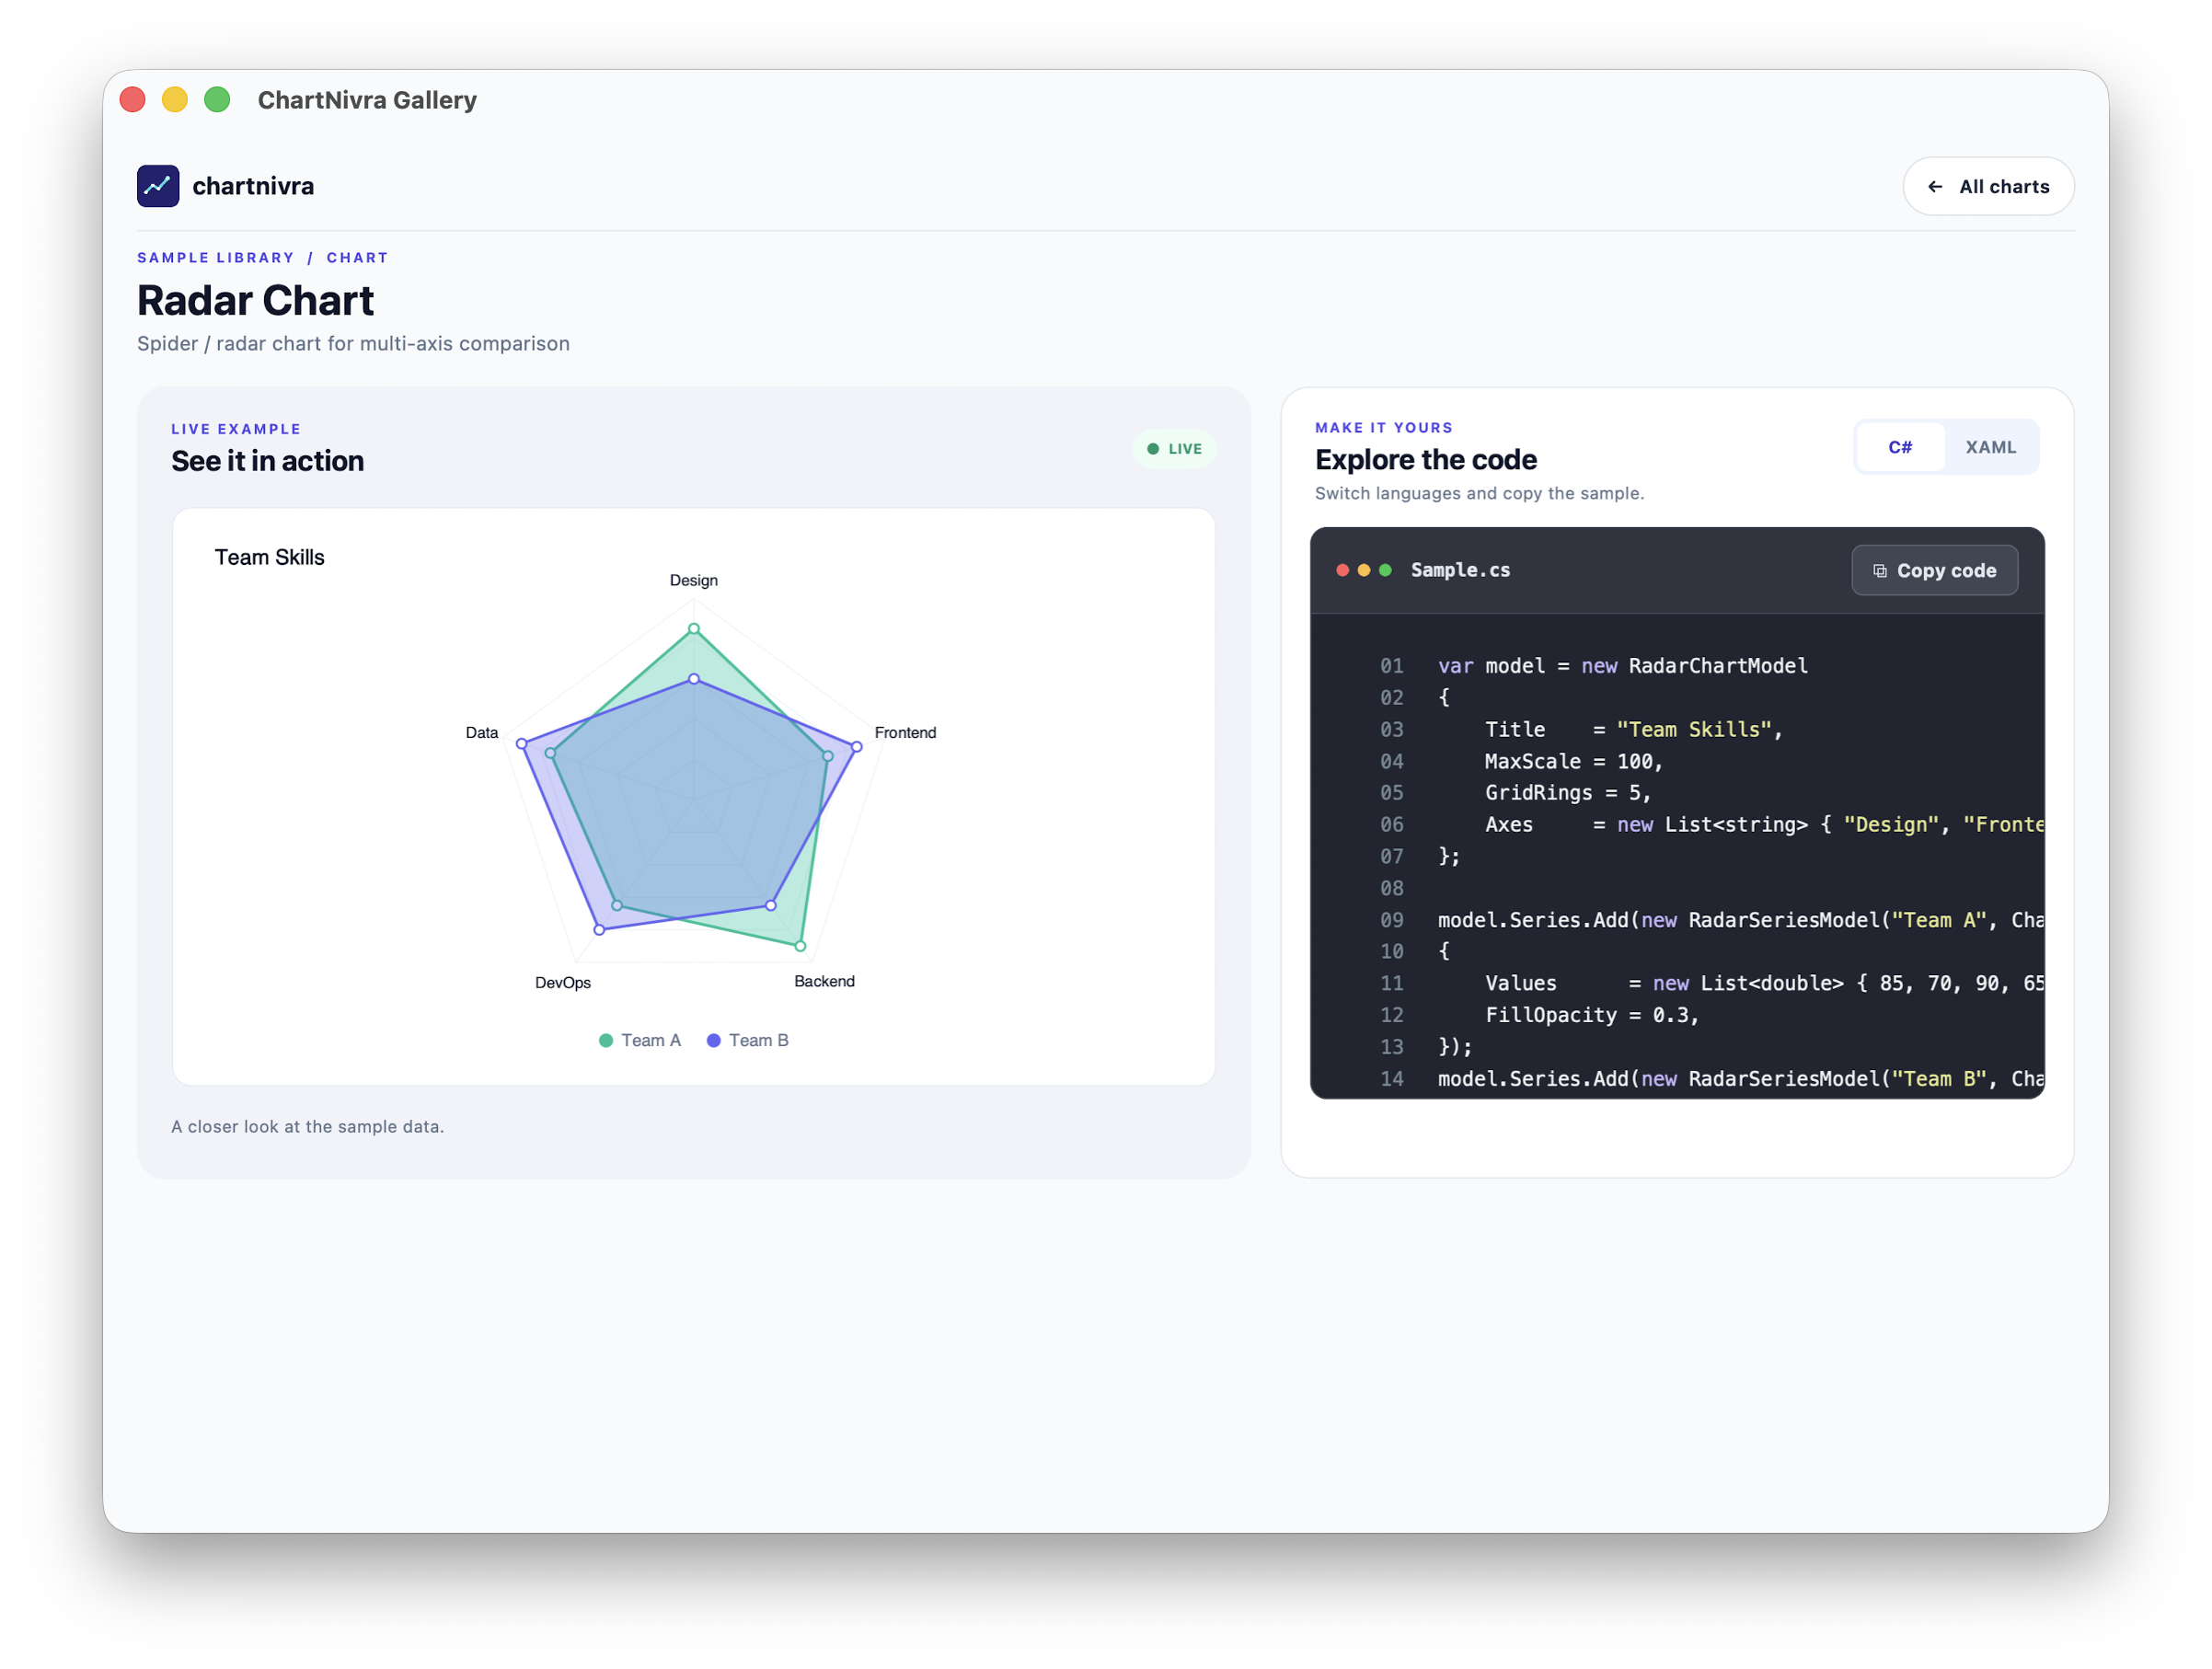 ChartNivra Gallery
chartnivra
← All charts
SAMPLE LIBRARY / CHART
Radar Chart
Spider / radar chart for multi-axis comparison
LIVE EXAMPLE
See it in action
LIVE
Team Skills
Design
Data
Frontend
DevOps
Backend
Team A
Team B
A closer look at the sample data.
MAKE IT YOURS
Explore the code
Switch languages and copy the sample.
C#
XAML
Sample.cs
Copy code
01 var model = new RadarChartModel
02 {
03     Title    = "Team Skills",
04     MaxScale = 100,
05     GridRings = 5,
06     Axes     = new List<string> { "Design", "Fronte
07 };
08
09 model.Series.Add(new RadarSeriesModel("Team A", Cha
10 {
11     Values      = new List<double> { 85, 70, 90, 65
12     FillOpacity = 0.3,
13 });
14 model.Series.Add(new RadarSeriesModel("Team B", Cha